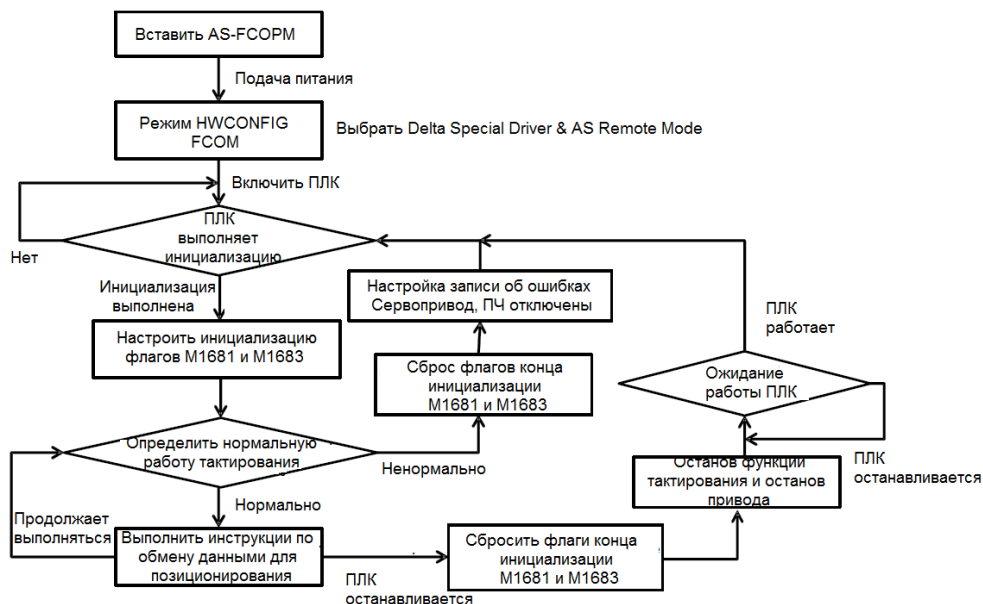 Вставить AS-FCOPM
Подача питания
Режим HWCONFIG
FCOM
Выбрать Delta Special Driver & AS Remote Mode
Включить ПЛК
ПЛК
выполняет
инициализацию
Нет
Инициализация
выполнена
Настройка записи об ошибках
Сервопривод, ПЧ отключены
ПЛК
работает
Настроить инициализацию
флагов M1681 и M1683
Сброс флагов конца
инициализации
M1681 и M1683
Ожидание
работы ПЛК
Определить нормальную
работу тактирования
Ненормально
Останов функции
тактирования и останов
привода
ПЛК
останавливается
Нормально
Продолжает
выполняться
Выполнить инструкции по
обмену данными для
позиционирования
Сбросить флаги конца
инициализации
M1681 и M1683
ПЛК
останавливается